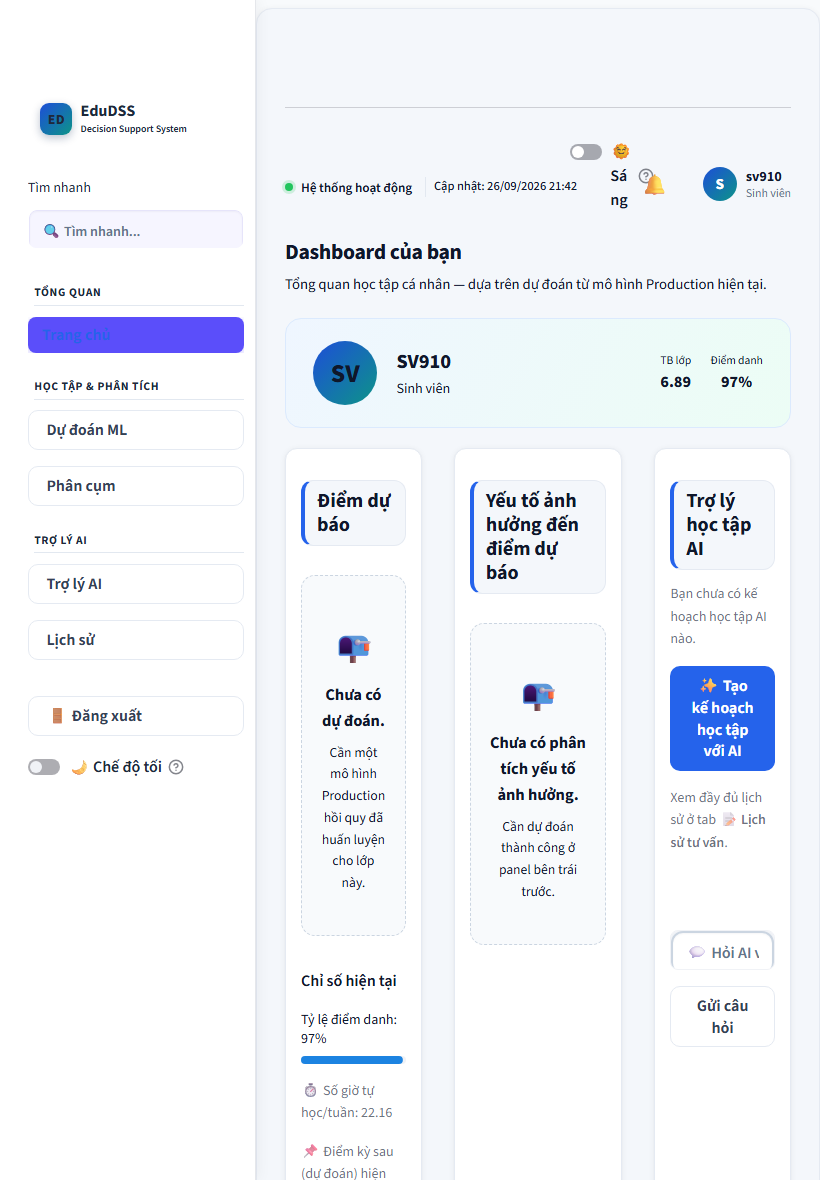 ED
EduDSS
Decision Support System
Tìm nhanh
🔍 Tìm nhanh...
TỔNG QUAN
Trang chủ
HỌC TẬP & PHÂN TÍCH
Dự đoán ML
Phân cụm
TRỢ LÝ AI
Trợ lý AI
Lịch sử
🚪 Đăng xuất
🌙 Chế độ tối
Hệ thống hoạt động
Cập nhật: 26/09/2026 21:42
🌞
Sá
ng
🔔
S
sv910
Sinh viên
Dashboard của bạn
Tổng quan học tập cá nhân — dựa trên dự đoán từ mô hình Production hiện tại.
SV
SV910
Sinh viên
TB lớp
6.89
Điểm danh
97%
Điểm dự
báo
Chưa có
dự đoán.
Cần một
mô hình
Production
hồi quy đã
huấn luyện
cho lớp
này.
Chỉ số hiện tại
Tỷ lệ điểm danh:
97%
⏱️ Số giờ tự
học/tuần: 22.16
📌 Điểm kỳ sau
(dự đoán) hiện
Yếu tố ảnh
hưởng đến
điểm dự
báo
Chưa có phân
tích yếu tố
ảnh hưởng.
Cần dự đoán
thành công ở
panel bên trái
trước.
Trợ lý
học tập
AI
Bạn chưa có kế
hoạch học tập AI
nào.
✨ Tạo
kế hoạch
học tập
với AI
Xem đầy đủ lịch
sử ở tab 📝 Lịch
sử tư vấn.
💬 Hỏi AI
Gửi câu
hỏi